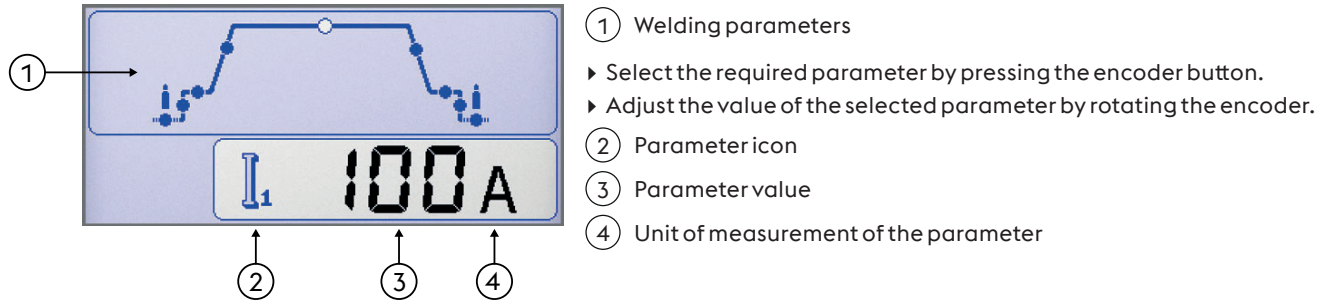 1 Welding parameters
1
▸ Select the required parameter by pressing the encoder button.
▸ Adjust the value of the selected parameter by rotating the encoder.
2 Parameter icon
I1 100 A
3 Parameter value
4 Unit of measurement of the parameter
2 3 4